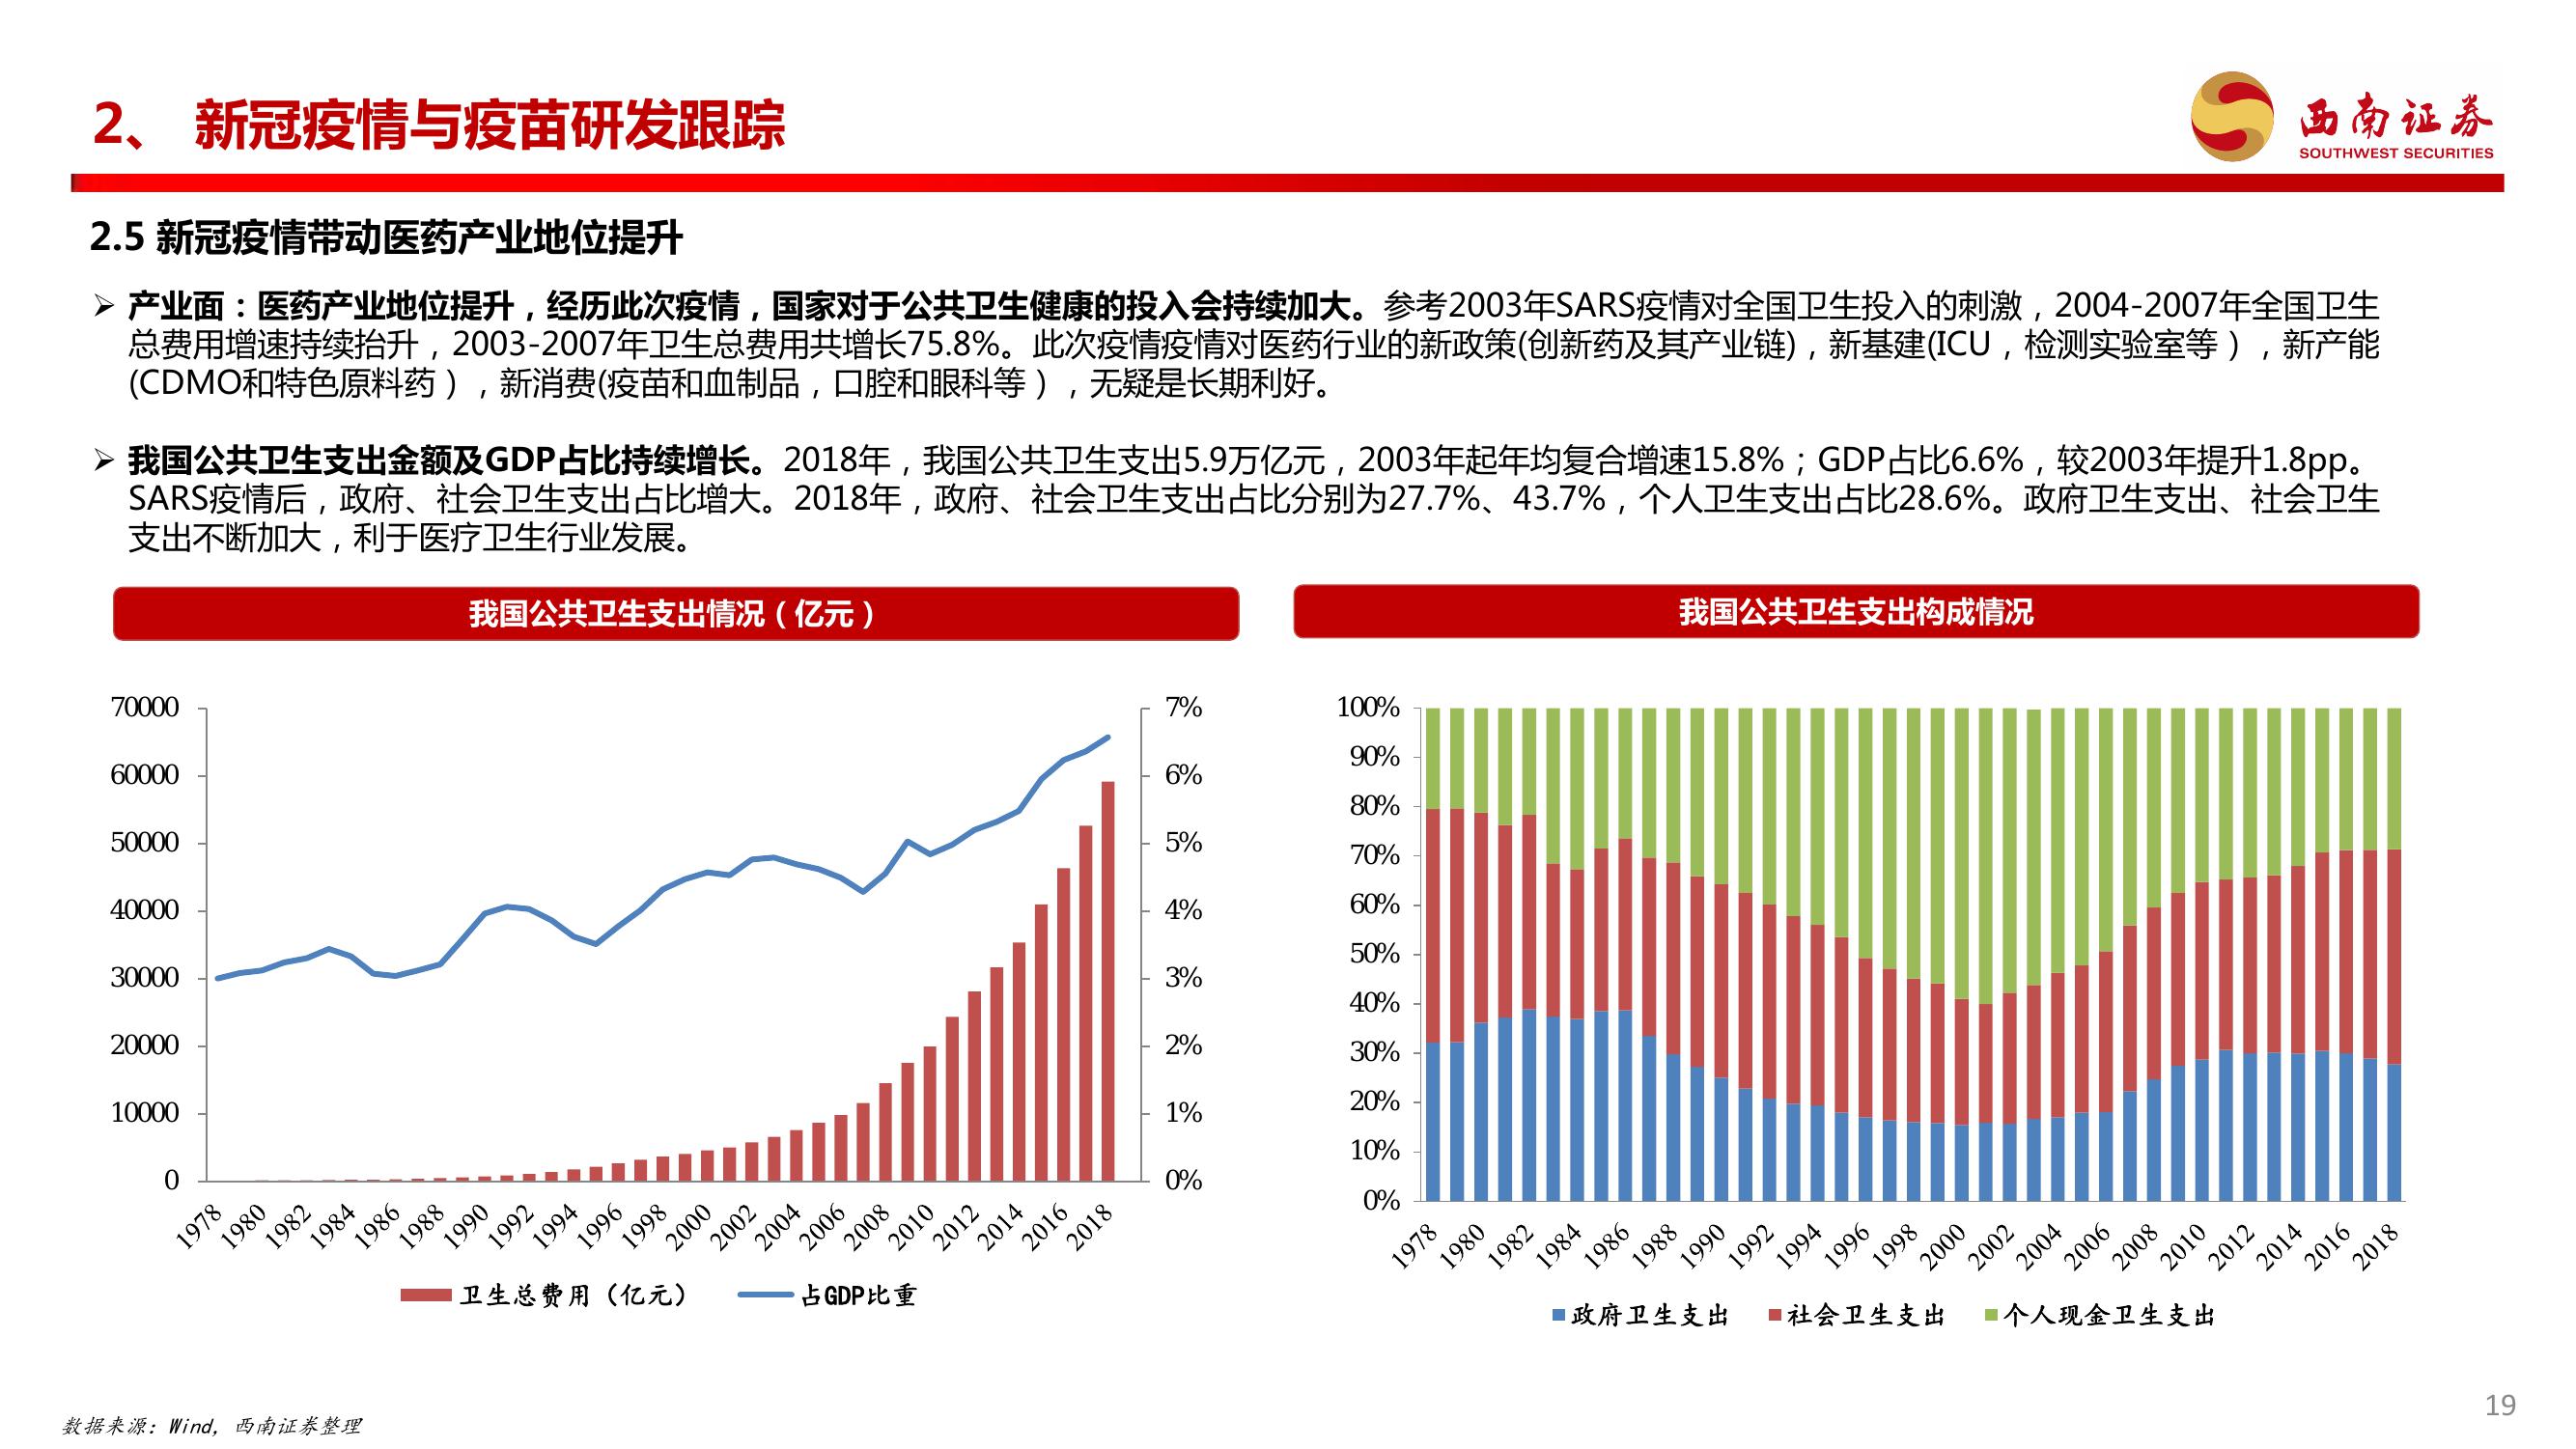 2、 新冠疫情与疫苗研发跟踪
西南证券
SOUTHWEST SECURITIES
2.5 新冠疫情带动医药产业地位提升
➢ 产业面：医药产业地位提升，经历此次疫情，国家对于公共卫生健康的投入会持续加大。参考2003年SARS疫情对全国卫生投入的刺激，2004-2007年全国卫生
总费用增速持续抬升，2003-2007年卫生总费用共增长75.8%。此次疫情疫情对医药行业的新政策(创新药及其产业链)，新基建(ICU，检测实验室等），新产能
(CDMO和特色原料药），新消费(疫苗和血制品，口腔和眼科等），无疑是长期利好。
➢ 我国公共卫生支出金额及GDP占比持续增长。2018年，我国公共卫生支出5.9万亿元，2003年起年均复合增速15.8%；GDP占比6.6%，较2003年提升1.8pp。
SARS疫情后，政府、社会卫生支出占比增大。2018年，政府、社会卫生支出占比分别为27.7%、43.7%，个人卫生支出占比28.6%。政府卫生支出、社会卫生
支出不断加大，利于医疗卫生行业发展。
我国公共卫生支出情况（亿元）
70000
60000
50000
40000
30000
20000
10000
0
7%
6%
5%
4%
3%
2%
1%
0%
1978 1980 1982 1984 1986 1988 1990 1992 1994 1996 1998 2000 2002 2004 2006 2008 2010 2012 2014 2016 2018
卫生总费用（亿元） 占GDP比重
我国公共卫生支出构成情况
100%
90%
80%
70%
60%
50%
40%
30%
20%
10%
0%
1978 1980 1982 1984 1986 1988 1990 1992 1994 1996 1998 2000 2002 2004 2006 2008 2010 2012 2014 2016 2018
政府卫生支出 社会卫生支出 个人现金卫生支出
数据来源：Wind，西南证券整理
19